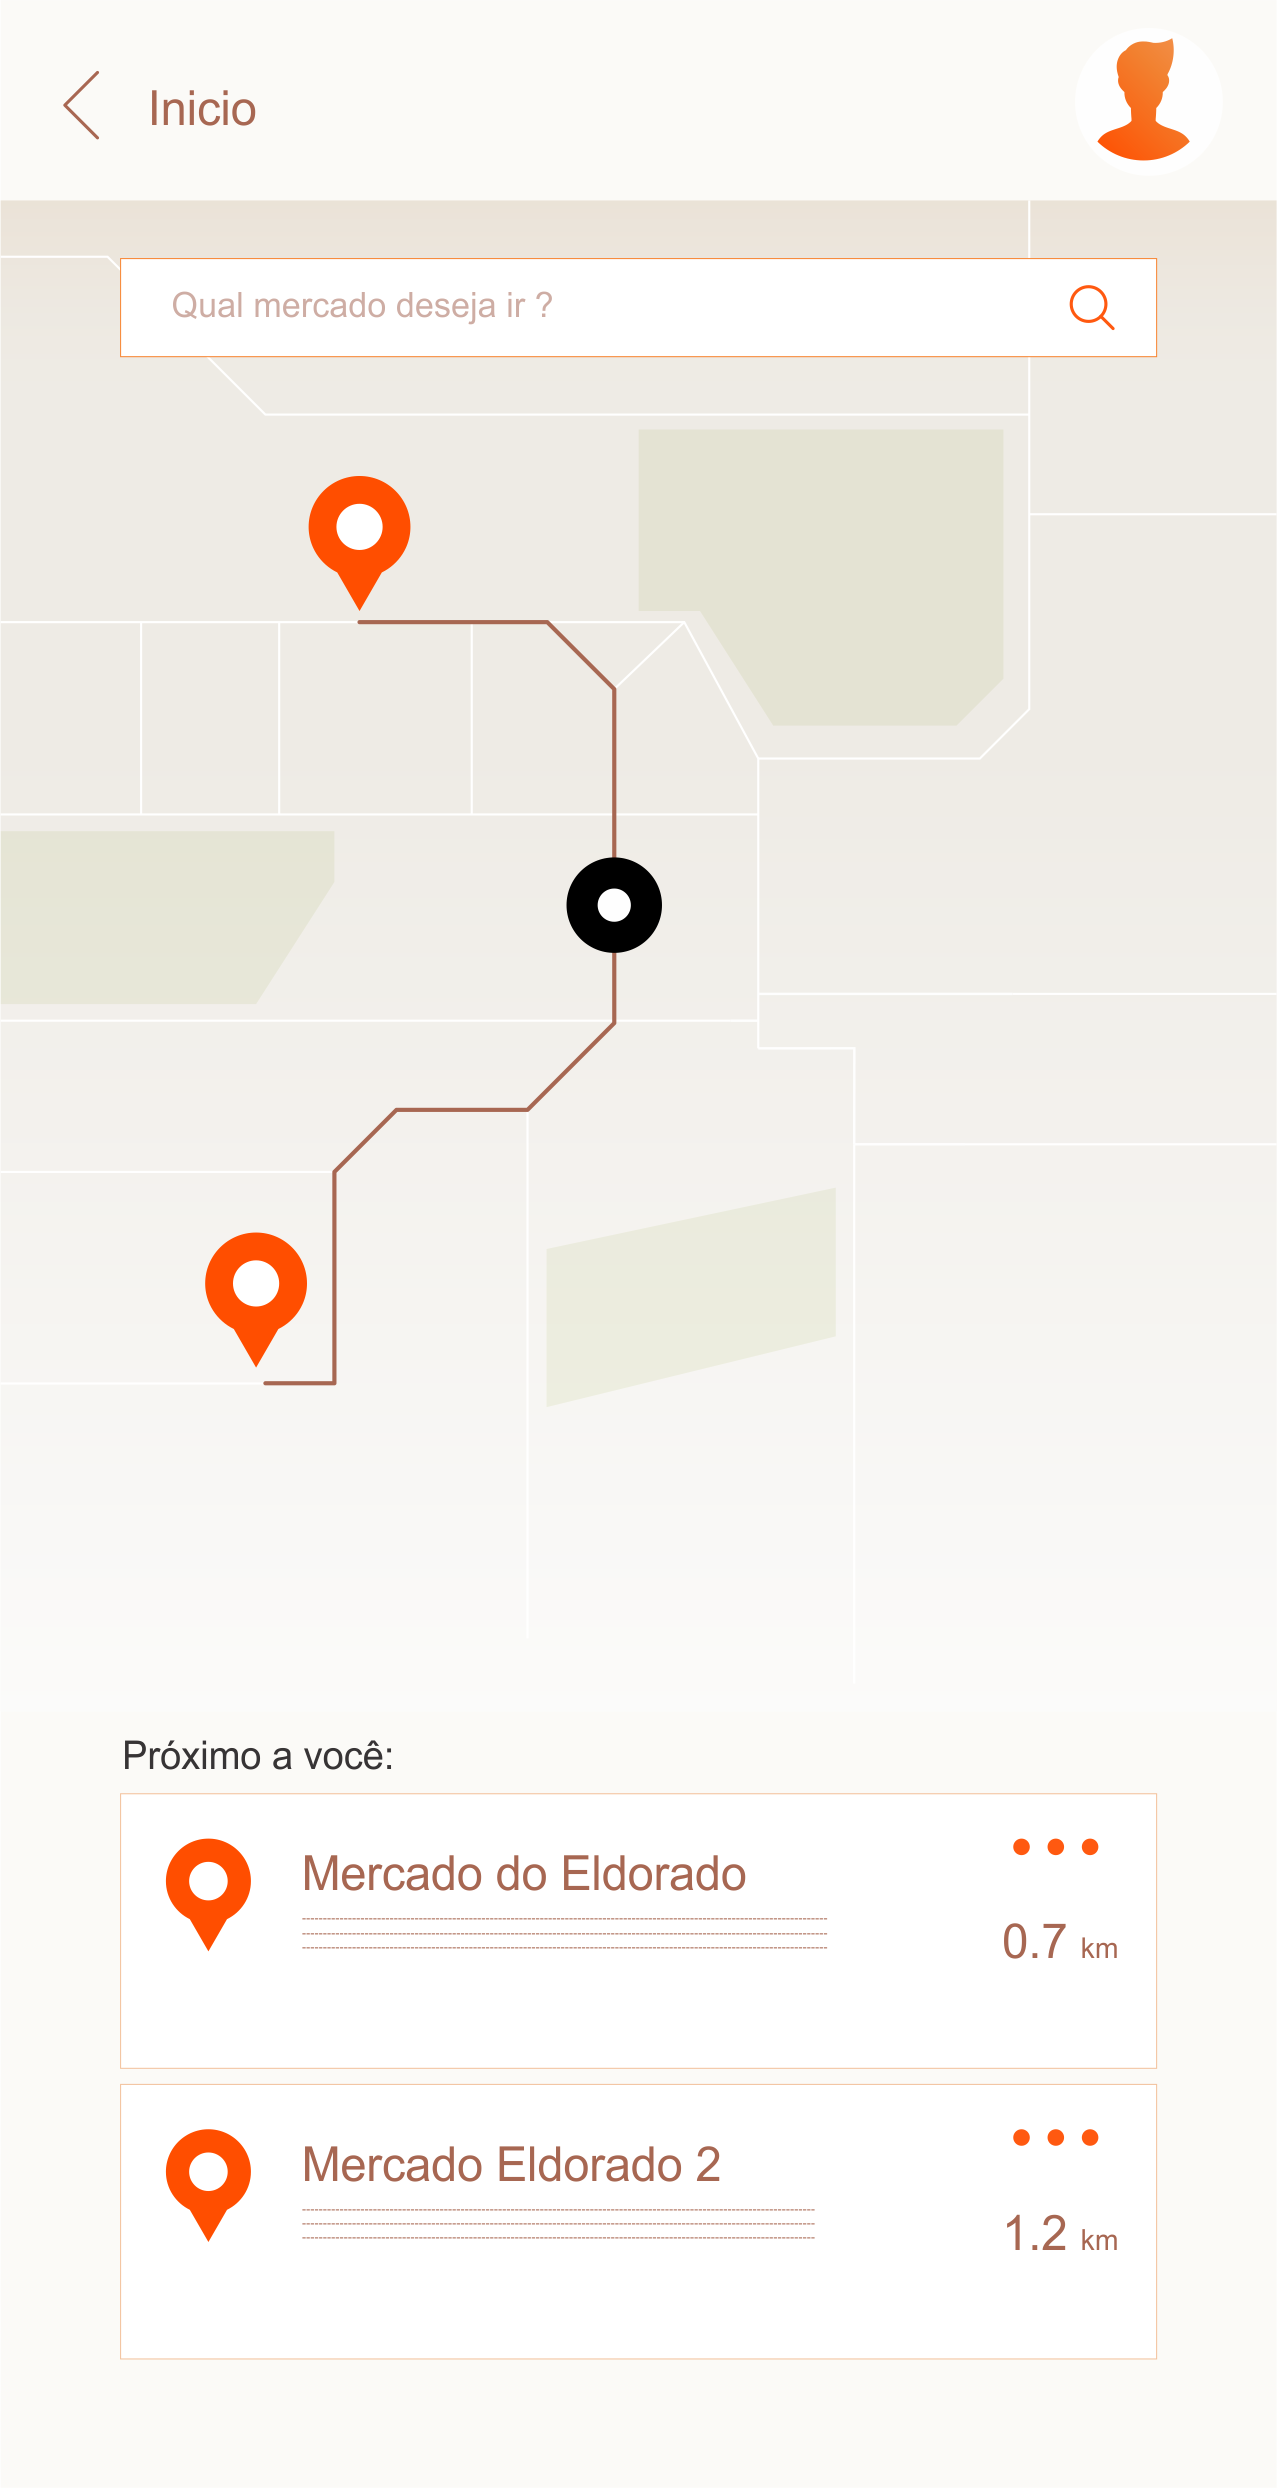 Inicio
Qual mercado deseja ir ?
Próximo a você:
Mercado do Eldorado
0.7 km
Mercado Eldorado 2
1.2 km